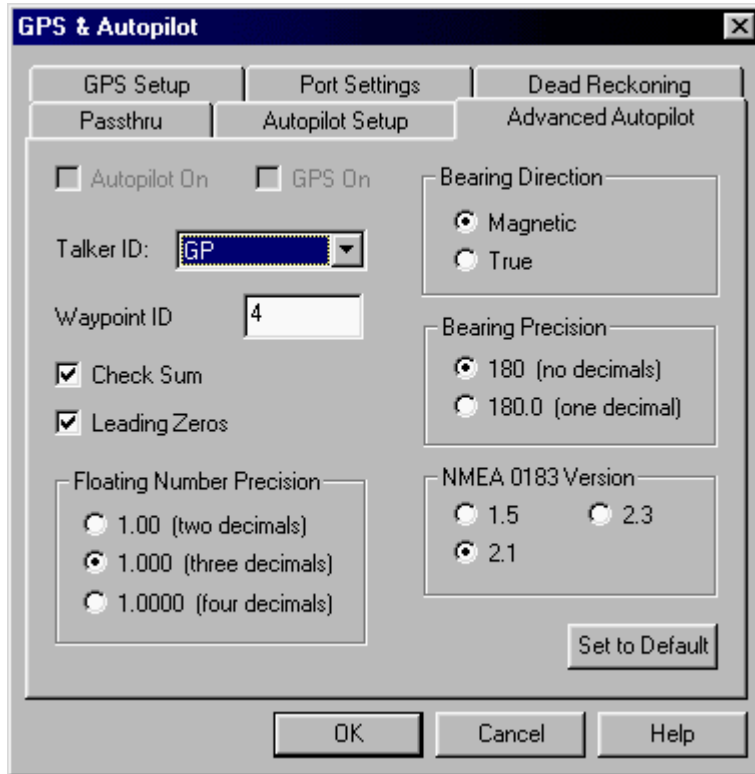 GPS & Autopilot
GPS Setup Port Settings Dead Reckoning
Passthru Autopilot Setup Advanced Autopilot
Autopilot On GPS On
Talker ID: GP
Waypoint ID 4
Check Sum
Leading Zeros
Floating Number Precision
1.00 (two decimals)
1.000 (three decimals)
1.0000 (four decimals)
Bearing Direction
Magnetic
True
Bearing Precision
180 (no decimals)
180.0 (one decimal)
NMEA 0183 Version
1.5 2.3
2.1
Set to Default
OK Cancel Help